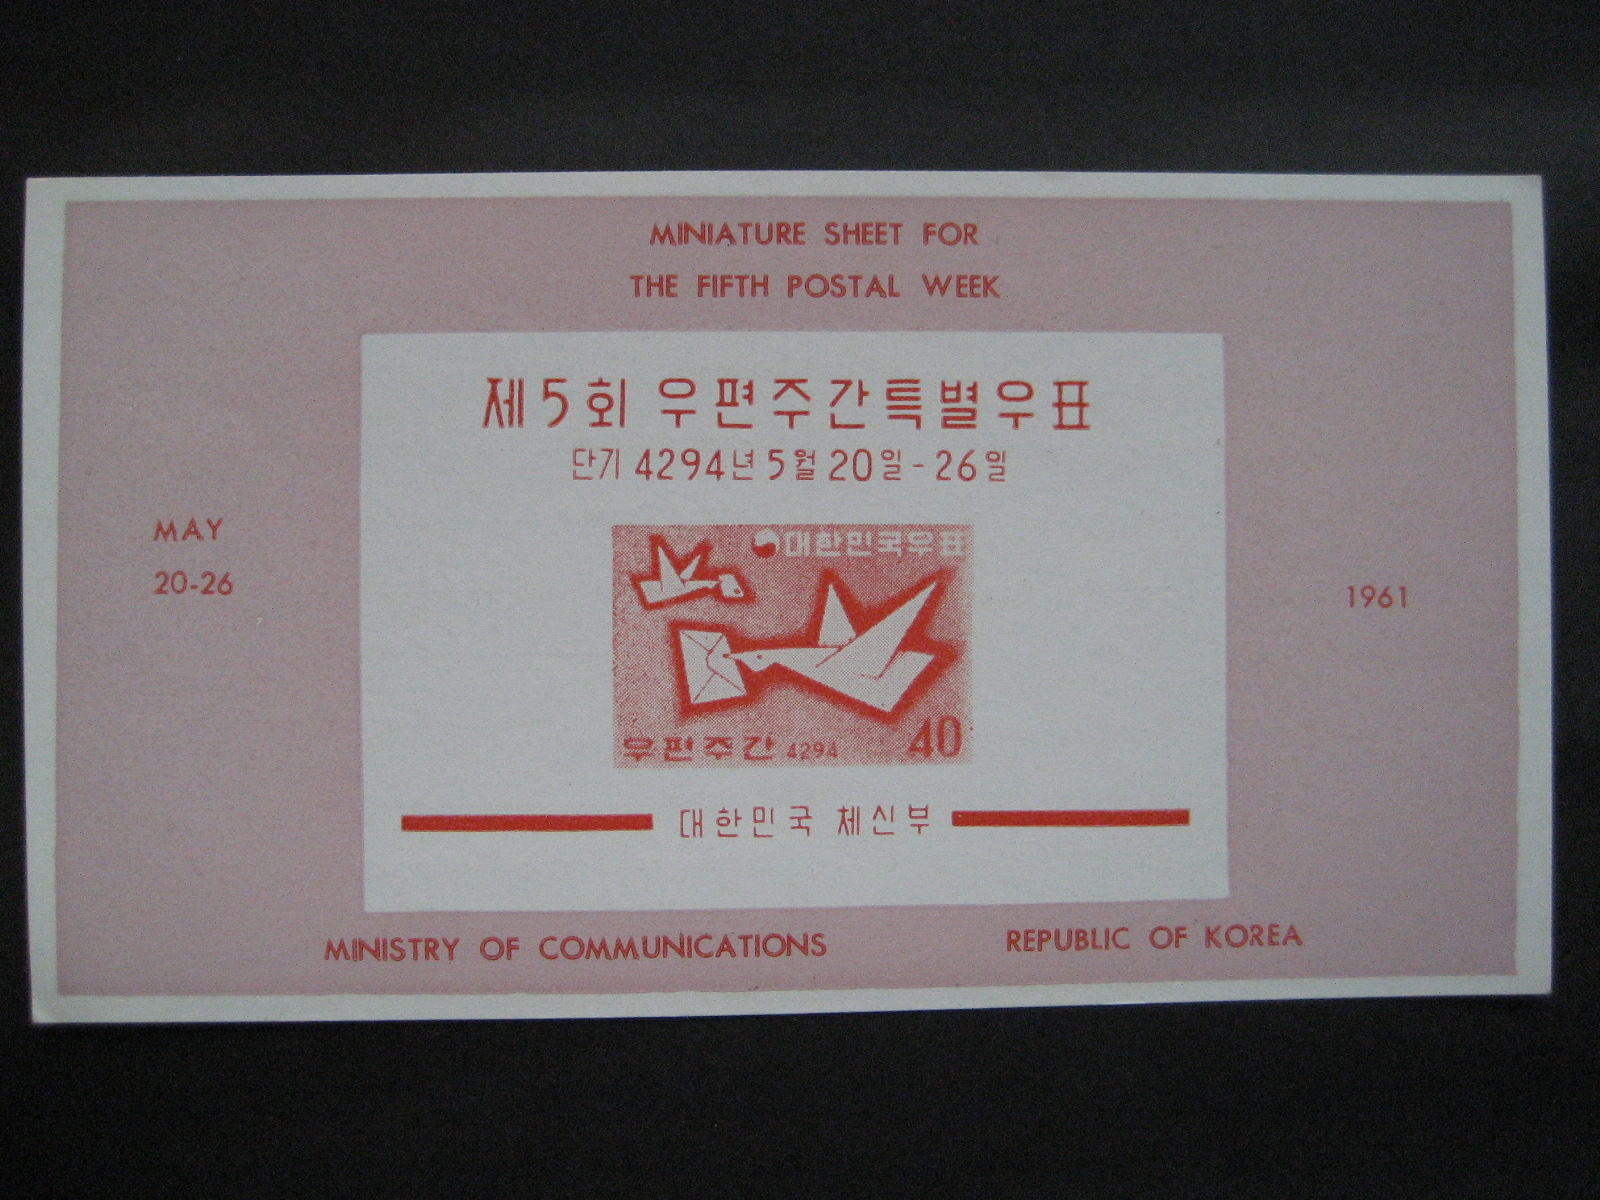 MINIATURE SHEET FOR
THE FIFTH POSTAL WEEK
제5회 우편주간특별우표
단기 4294년 5월 20일-26일
MAY
20-26
대한민국우표
1961
우편주간 4294 40
대한민국 체신부
MINISTRY OF COMMUNICATIONS REPUBLIC OF KOREA